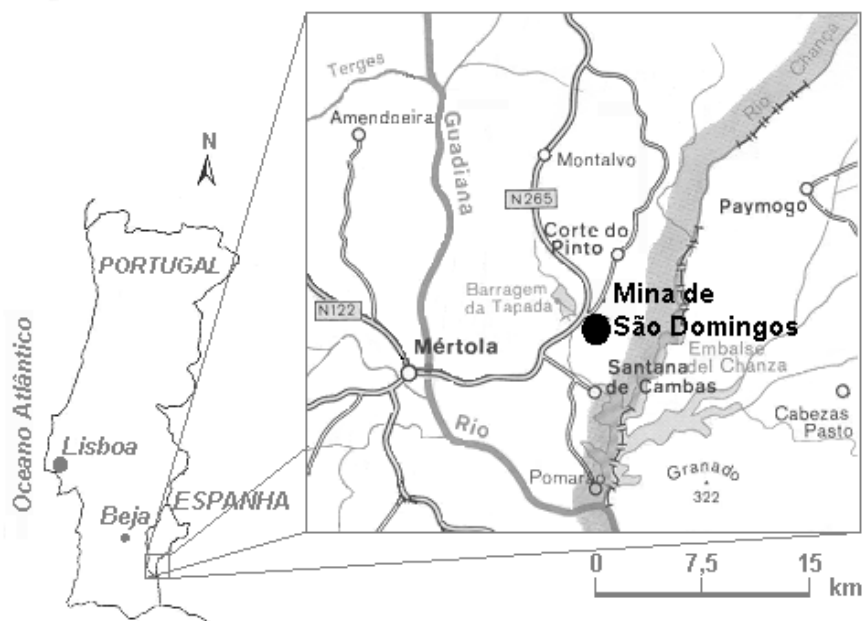 N
PORTUGAL
Oceano Atlântico
Lisboa
Beja
ESPANHA
Terges
Amendoeira
Guadiana
Montalvo
Rio Chança
N265
Paymogo
Corte do
Pinto
Barragem
da Tapada
Mina de
São Domingos
N122
Mértola
Embalse
del Chanza
Santana
de Cambas
Cabezas
Pasto
Rio
Pomarão
Granado
322
0
7,5
15
km